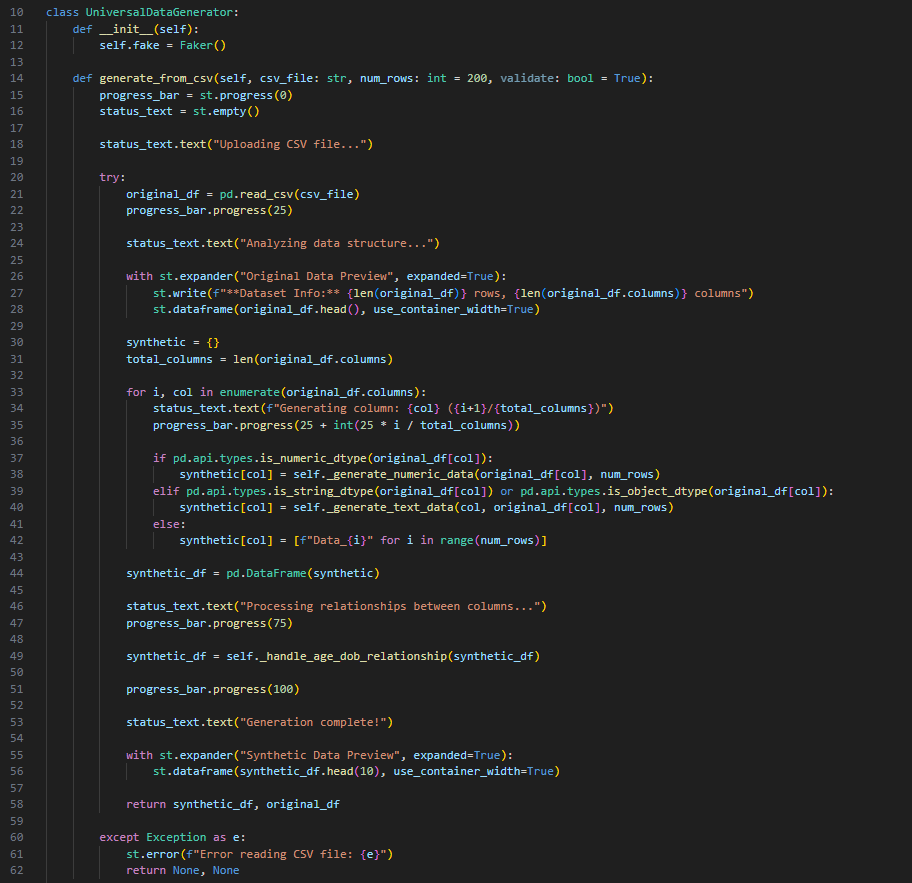 10 class UniversalDataGenerator:
11     def __init__(self):
12         self.fake = Faker()
13
14     def generate_from_csv(self, csv_file: str, num_rows: int = 200, validate: bool = True):
15         progress_bar = st.progress(0)
16         status_text = st.empty()
17
18         status_text.text("Uploading CSV file...")
19
20         try:
21             original_df = pd.read_csv(csv_file)
22             progress_bar.progress(25)
23
24             status_text.text("Analyzing data structure...")
25
26             with st.expander("Original Data Preview", expanded=True):
27                 st.write(f"**Dataset Info:** {len(original_df)} rows, {len(original_df.columns)} columns")
28                 st.dataframe(original_df.head(), use_container_width=True)
29
30             synthetic = {}
31             total_columns = len(original_df.columns)
32
33             for i, col in enumerate(original_df.columns):
34                 status_text.text(f"Generating column: {col} ({i+1}/{total_columns})")
35                 progress_bar.progress(25 + int(25 * i / total_columns))
36
37                 if pd.api.types.is_numeric_dtype(original_df[col]):
38                     synthetic[col] = self._generate_numeric_data(original_df[col], num_rows)
39                 elif pd.api.types.is_string_dtype(original_df[col]) or pd.api.types.is_object_dtype(original_df[col]):
40                     synthetic[col] = self._generate_text_data(col, original_df[col], num_rows)
41                 else:
42                     synthetic[col] = [f"Data_{i}" for i in range(num_rows)]
43
44             synthetic_df = pd.DataFrame(synthetic)
45
46             status_text.text("Processing relationships between columns...")
47             progress_bar.progress(75)
48
49             synthetic_df = self._handle_age_dob_relationship(synthetic_df)
50
51             progress_bar.progress(100)
52
53             status_text.text("Generation complete!")
54
55             with st.expander("Synthetic Data Preview", expanded=True):
56                 st.dataframe(synthetic_df.head(10), use_container_width=True)
57
58             return synthetic_df, original_df
59
60         except Exception as e:
61             st.error(f"Error reading CSV file: {e}")
62             return None, None